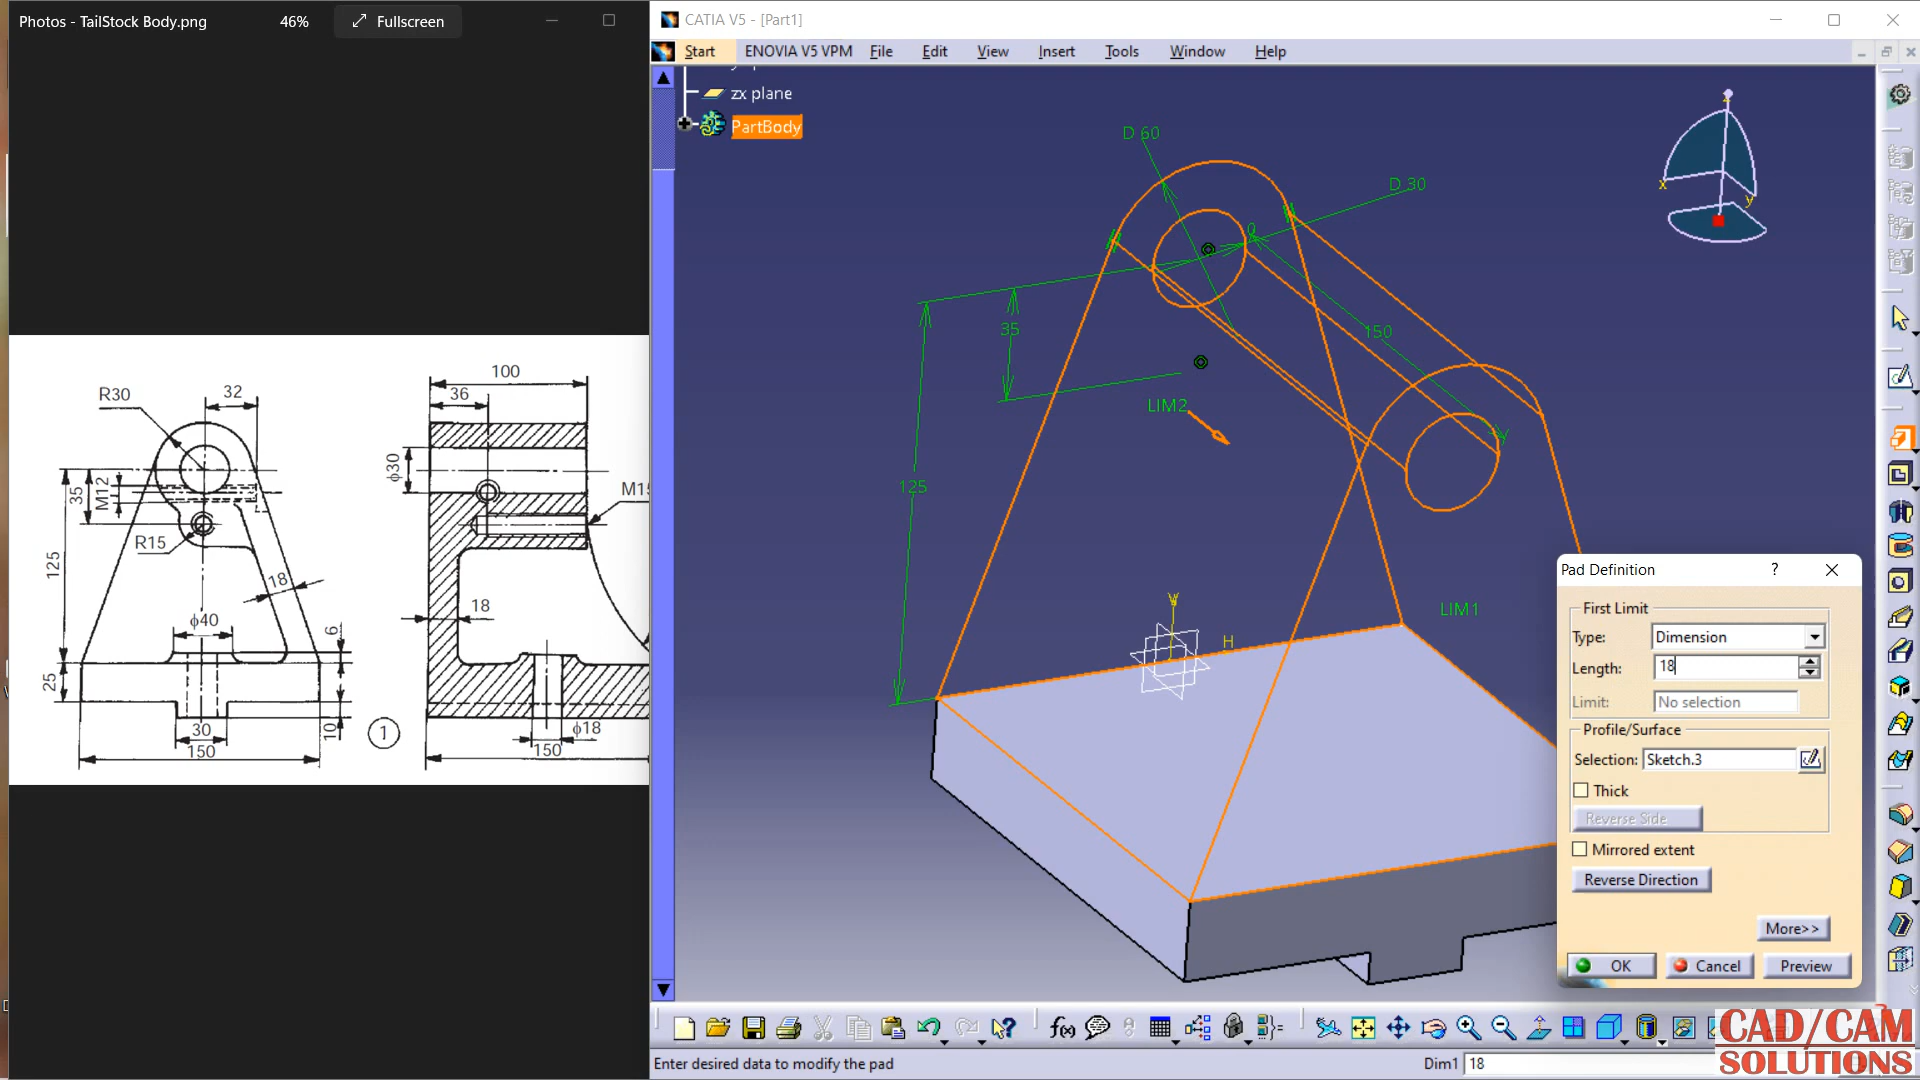 Photos - TailStock Body.png
46%
Fullscreen
R30
32
35
M12
R15
125
18
ϕ40
6
25
30
150
10
1
100
36
ϕ30
M15
18
ϕ18
150
CATIA V5 - [Part1]
Start
ENOVIA V5 VPM
File
Edit
View
Insert
Tools
Window
Help
zx plane
PartBody
D 60
D 30
0
150
35
125
LIM2
LIM1
H
x
y
z
Pad Definition
?
First Limit
Type: Dimension
Length: 18
Limit: No selection
Profile/Surface
Selection: Sketch.3
Thick
Reverse Side
Mirrored extent
Reverse Direction
More>>
OK
Cancel
Preview
f(x)
Enter desired data to modify the pad
Dim1 18
CAD/CAM
SOLUTIONS